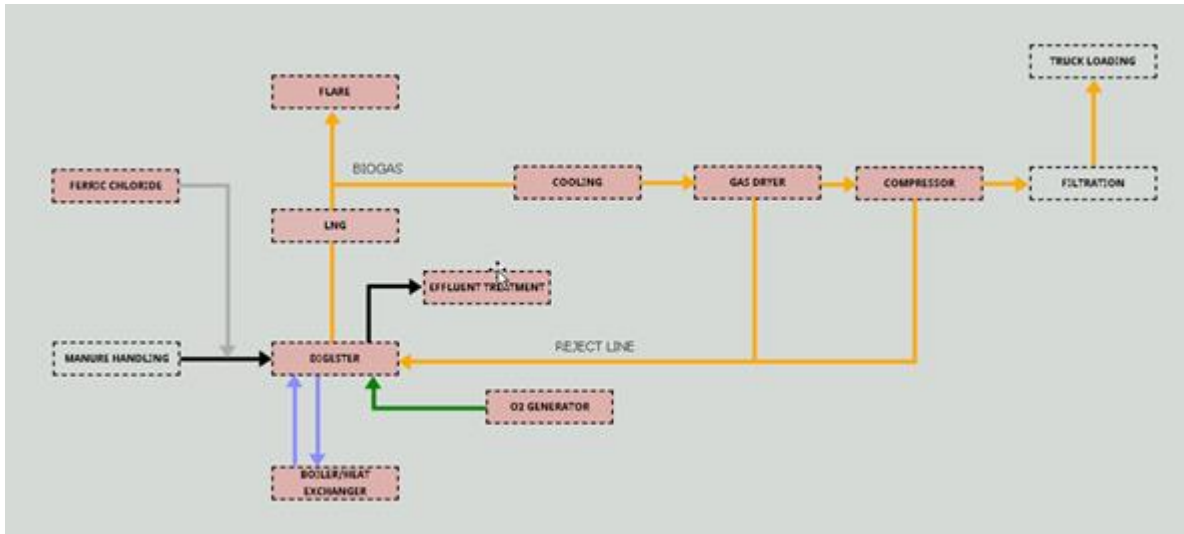 TRUCK LOADING
FLARE
BIOGAS
FERRIC CHLORIDE
COOLING
GAS DRYER
COMPRESSOR
FILTRATION
LNG
EFFLUENT TREATMENT
MANURE HANDLING
DIGESTER
REJECT LINE
O2 GENERATOR
BOILER/HEAT
EXCHANGER